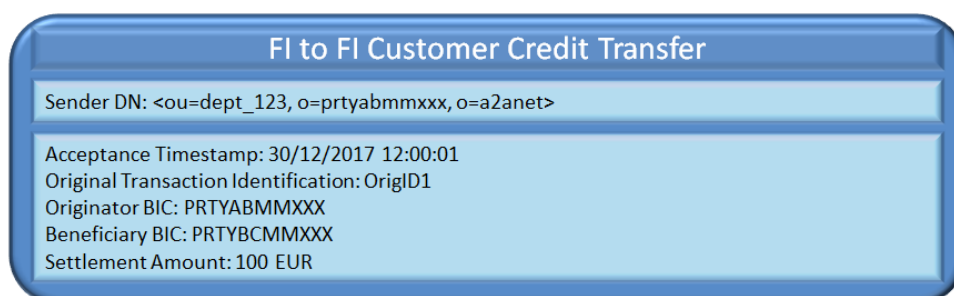 FI to FI Customer Credit Transfer
Sender DN: <ou=dept_123, o=prtyabmmxxx, o=a2anet>
Acceptance Timestamp: 30/12/2017 12:00:01
Original Transaction Identification: OrigID1
Originator BIC: PRTYABMMXXX
Beneficiary BIC: PRTYBCMMXXX
Settlement Amount: 100 EUR